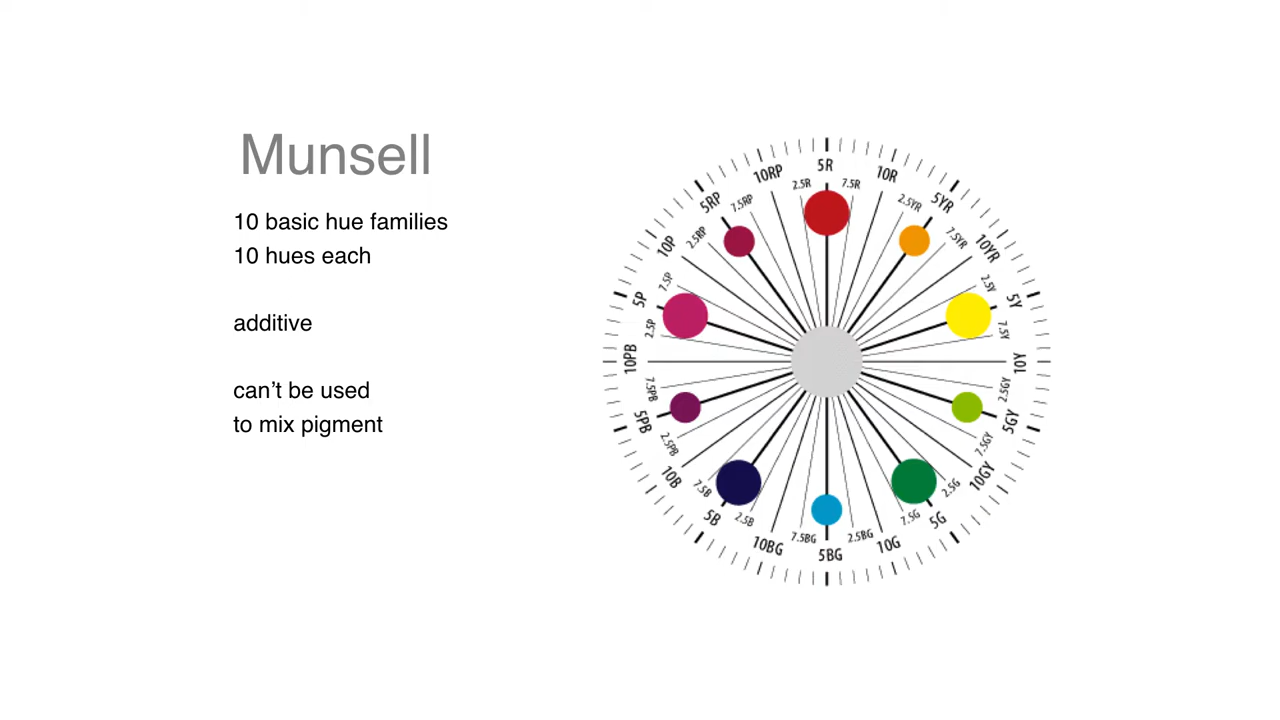 Munsell
10 basic hue families
10 hues each
additive
can't be used
to mix pigment
5R
7.5R
10R
2.5YR
5YR
7.5YR
10YR
2.5Y
5Y
7.5Y
10Y
2.5GY
5GY
7.5GY
10GY
2.5G
5G
7.5G
10G
2.5BG
5BG
7.5BG
10BG
2.5B
5B
7.5B
10B
2.5PB
5PB
7.5PB
10PB
2.5P
5P
7.5P
10P
2.5RP
5RP
7.5RP
10RP
2.5R